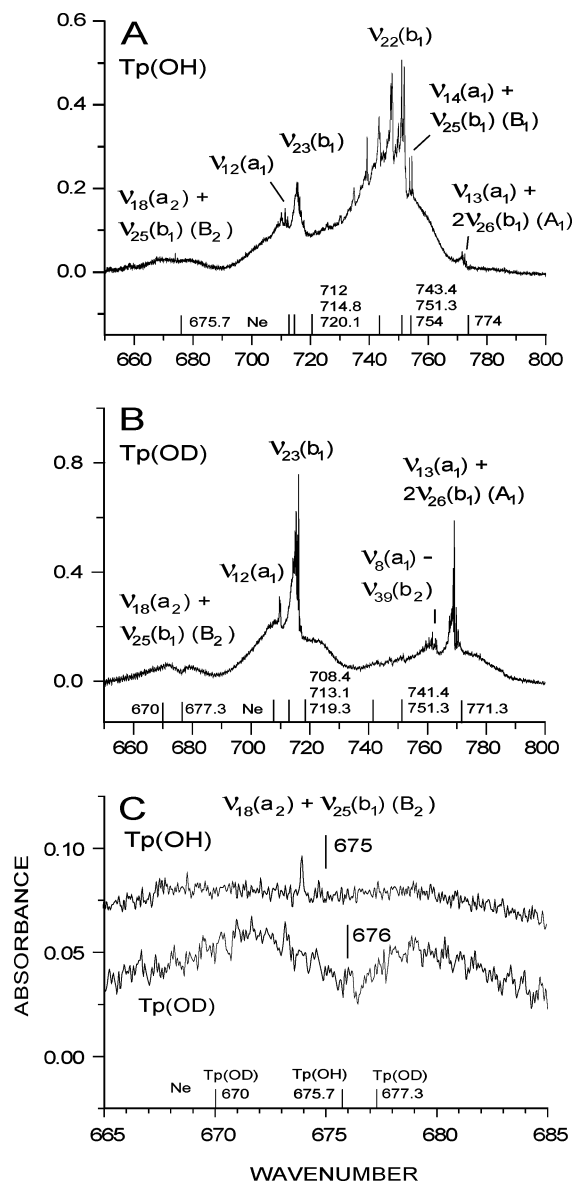 A
Tp(OH)
ν22(b1)
ν14(a1) +
ν25(b1) (B1)
ν23(b1)
ν12(a1)
ν18(a2) +
ν25(b1) (B2)
ν13(a1) +
2ν26(b1) (A1)
0.6
0.4
0.2
0.0
675.7
Ne
712
714.8
720.1
743.4
751.3
754
774
660 680 700 720 740 760 780 800
B
Tp(OD)
ν23(b1)
ν13(a1) +
2ν26(b1) (A1)
ν12(a1)
ν8(a1) −
ν39(b2)
ν18(a2) +
ν25(b1) (B2)
0.8
0.4
0.0
670
677.3
Ne
708.4
713.1
719.3
741.4
751.3
771.3
660 680 700 720 740 760 780 800
C
ν18(a2) + ν25(b1) (B2)
Tp(OH)
675
0.10
676
0.05
Tp(OD)
0.00
Ne
Tp(OD)
670
Tp(OH)
675.7
Tp(OD)
677.3
665 670 675 680 685
ABSORBANCE
WAVENUMBER